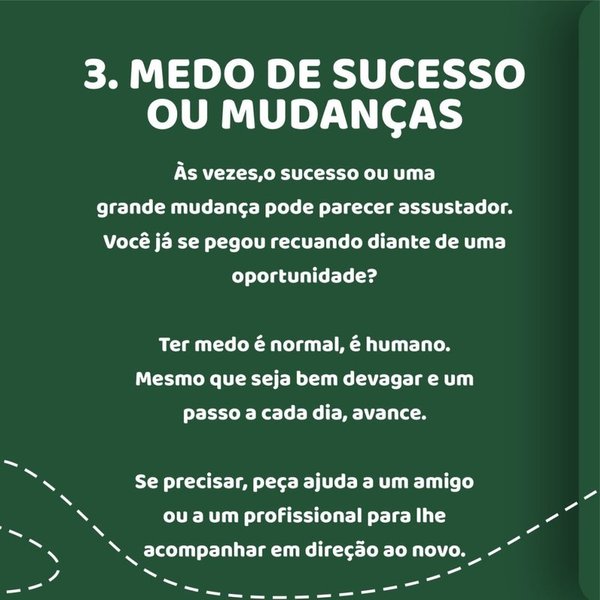 3. MEDO DE SUCESSO
OU MUDANÇAS
Às vezes,o sucesso ou uma
grande mudança pode parecer assustador.
Você já se pegou recuando diante de uma
oportunidade?
Ter medo é normal, é humano.
Mesmo que seja bem devagar e um
passo a cada dia, avance.
Se precisar, peça ajuda a um amigo
ou a um profissional para lhe
acompanhar em direção ao novo.